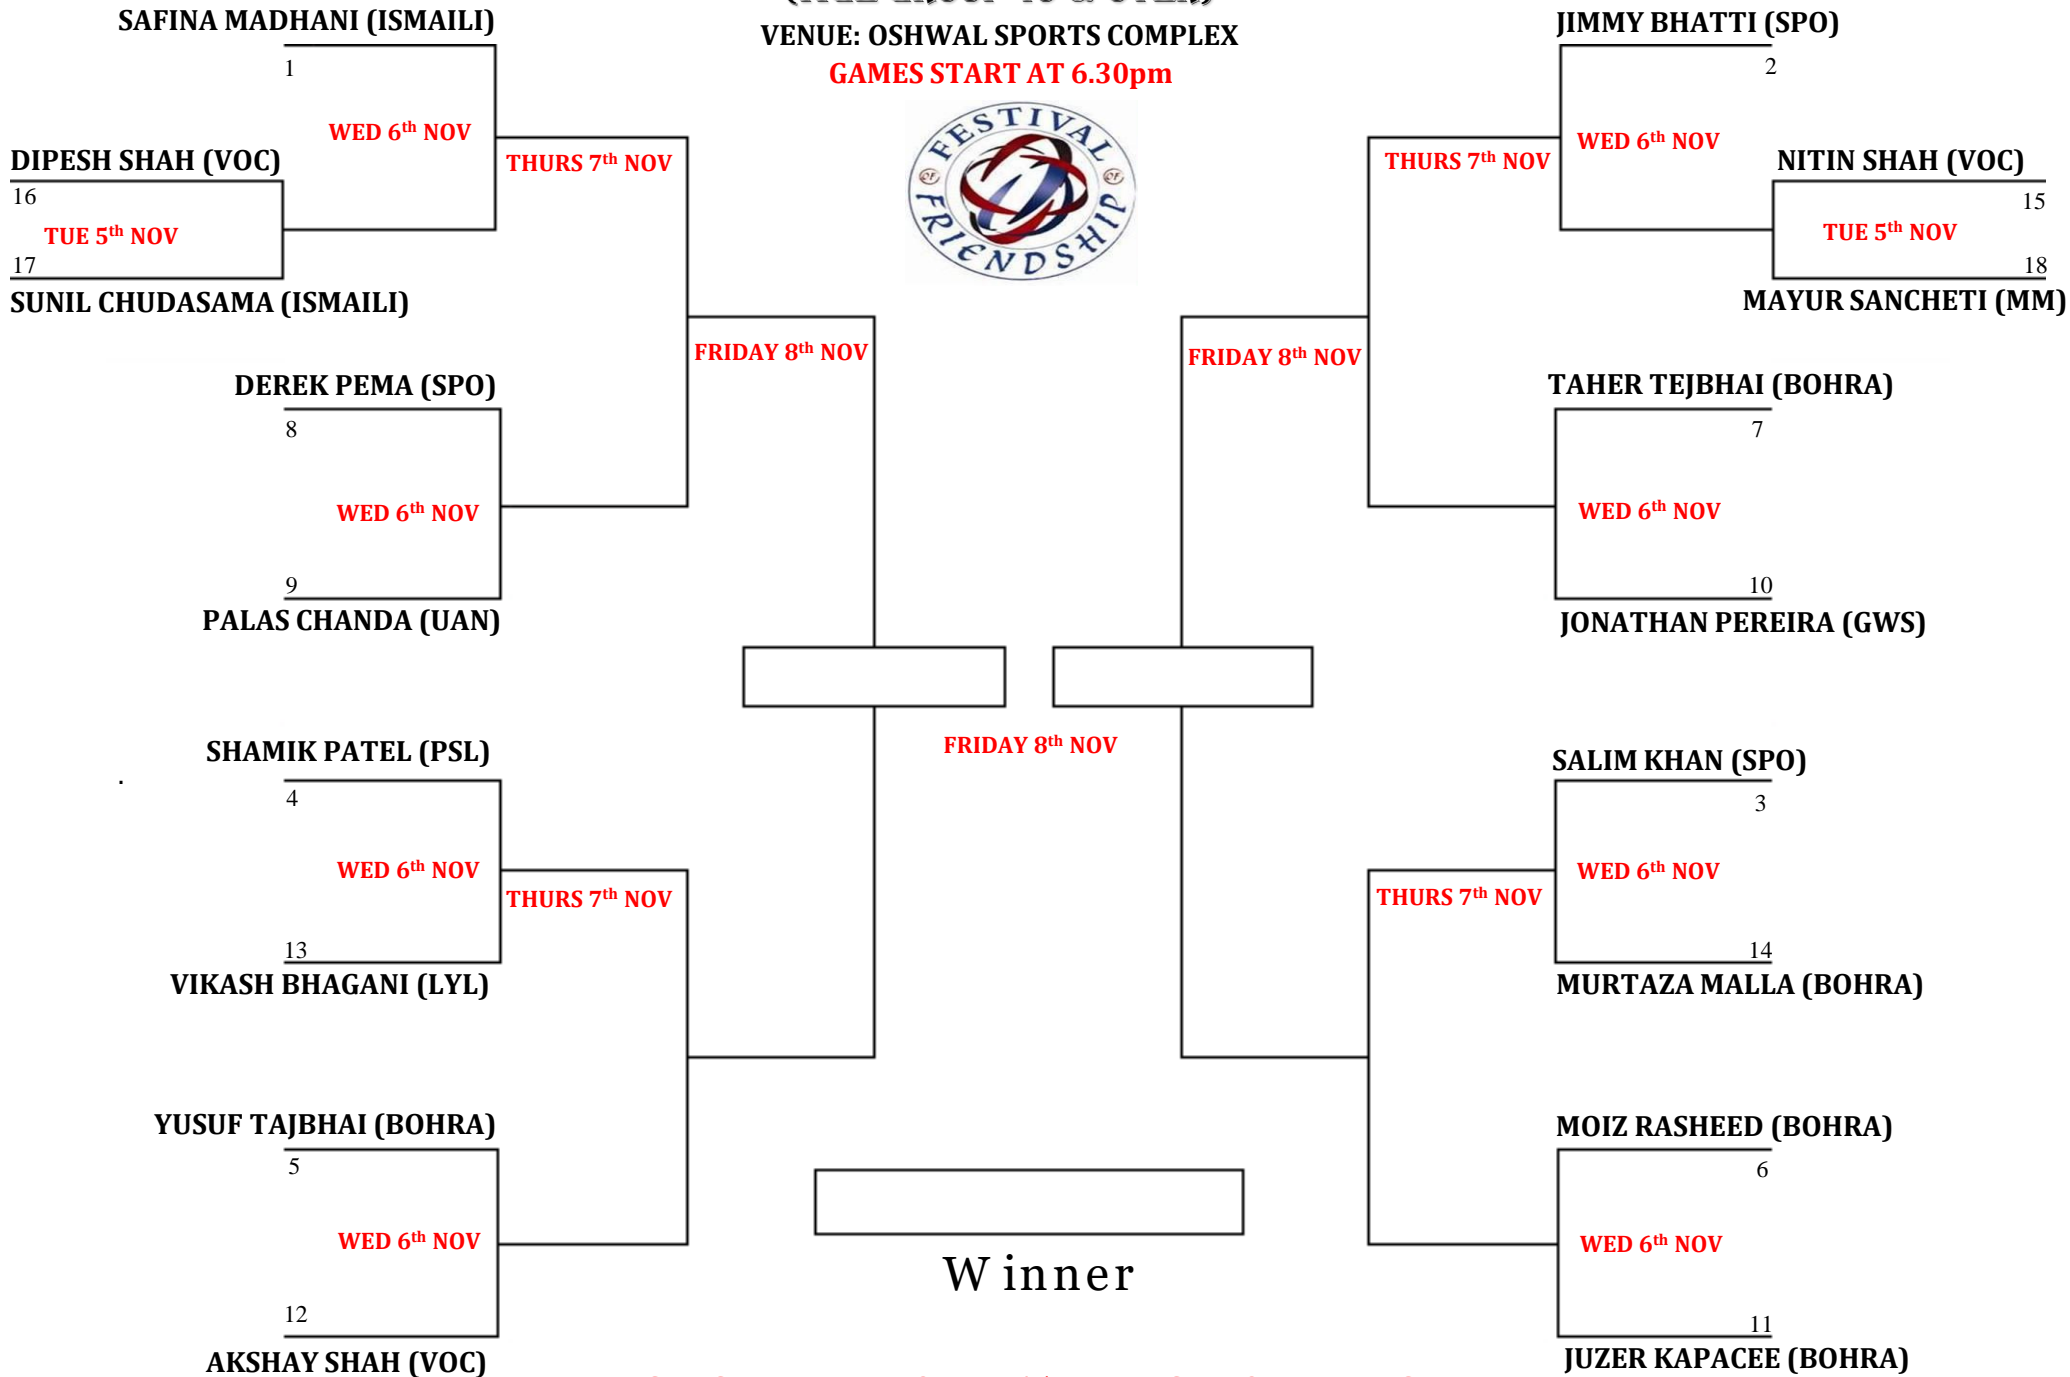 SAFINA MADHANI (ISMAILI)
1
WED 6th NOV
DIPESH SHAH (VOC)
16
TUE 5th NOV
17
SUNIL CHUDASAMA (ISMAILI)
THURS 7th NOV
VENUE: OSHWAL SPORTS COMPLEX
GAMES START AT 6.30pm
FESTIVAL
OF OF
FRIENDSHIP
JIMMY BHATTI (SPO)
2
WED 6th NOV
THURS 7th NOV
NITIN SHAH (VOC)
15
TUE 5th NOV
18
MAYUR SANCHETI (MM)
FRIDAY 8th NOV
FRIDAY 8th NOV
DEREK PEMA (SPO)
8
WED 6th NOV
9
PALAS CHANDA (UAN)
TAHER TEJBHAI (BOHRA)
7
WED 6th NOV
10
JONATHAN PEREIRA (GWS)
FRIDAY 8th NOV
SHAMIK PATEL (PSL)
.
4
WED 6th NOV
THURS 7th NOV
13
VIKASH BHAGANI (LYL)
SALIM KHAN (SPO)
3
WED 6th NOV
THURS 7th NOV
14
MURTAZA MALLA (BOHRA)
YUSUF TAJBHAI (BOHRA)
5
WED 6th NOV
12
AKSHAY SHAH (VOC)
MOIZ RASHEED (BOHRA)
6
WED 6th NOV
11
JUZER KAPACEE (BOHRA)
Winner